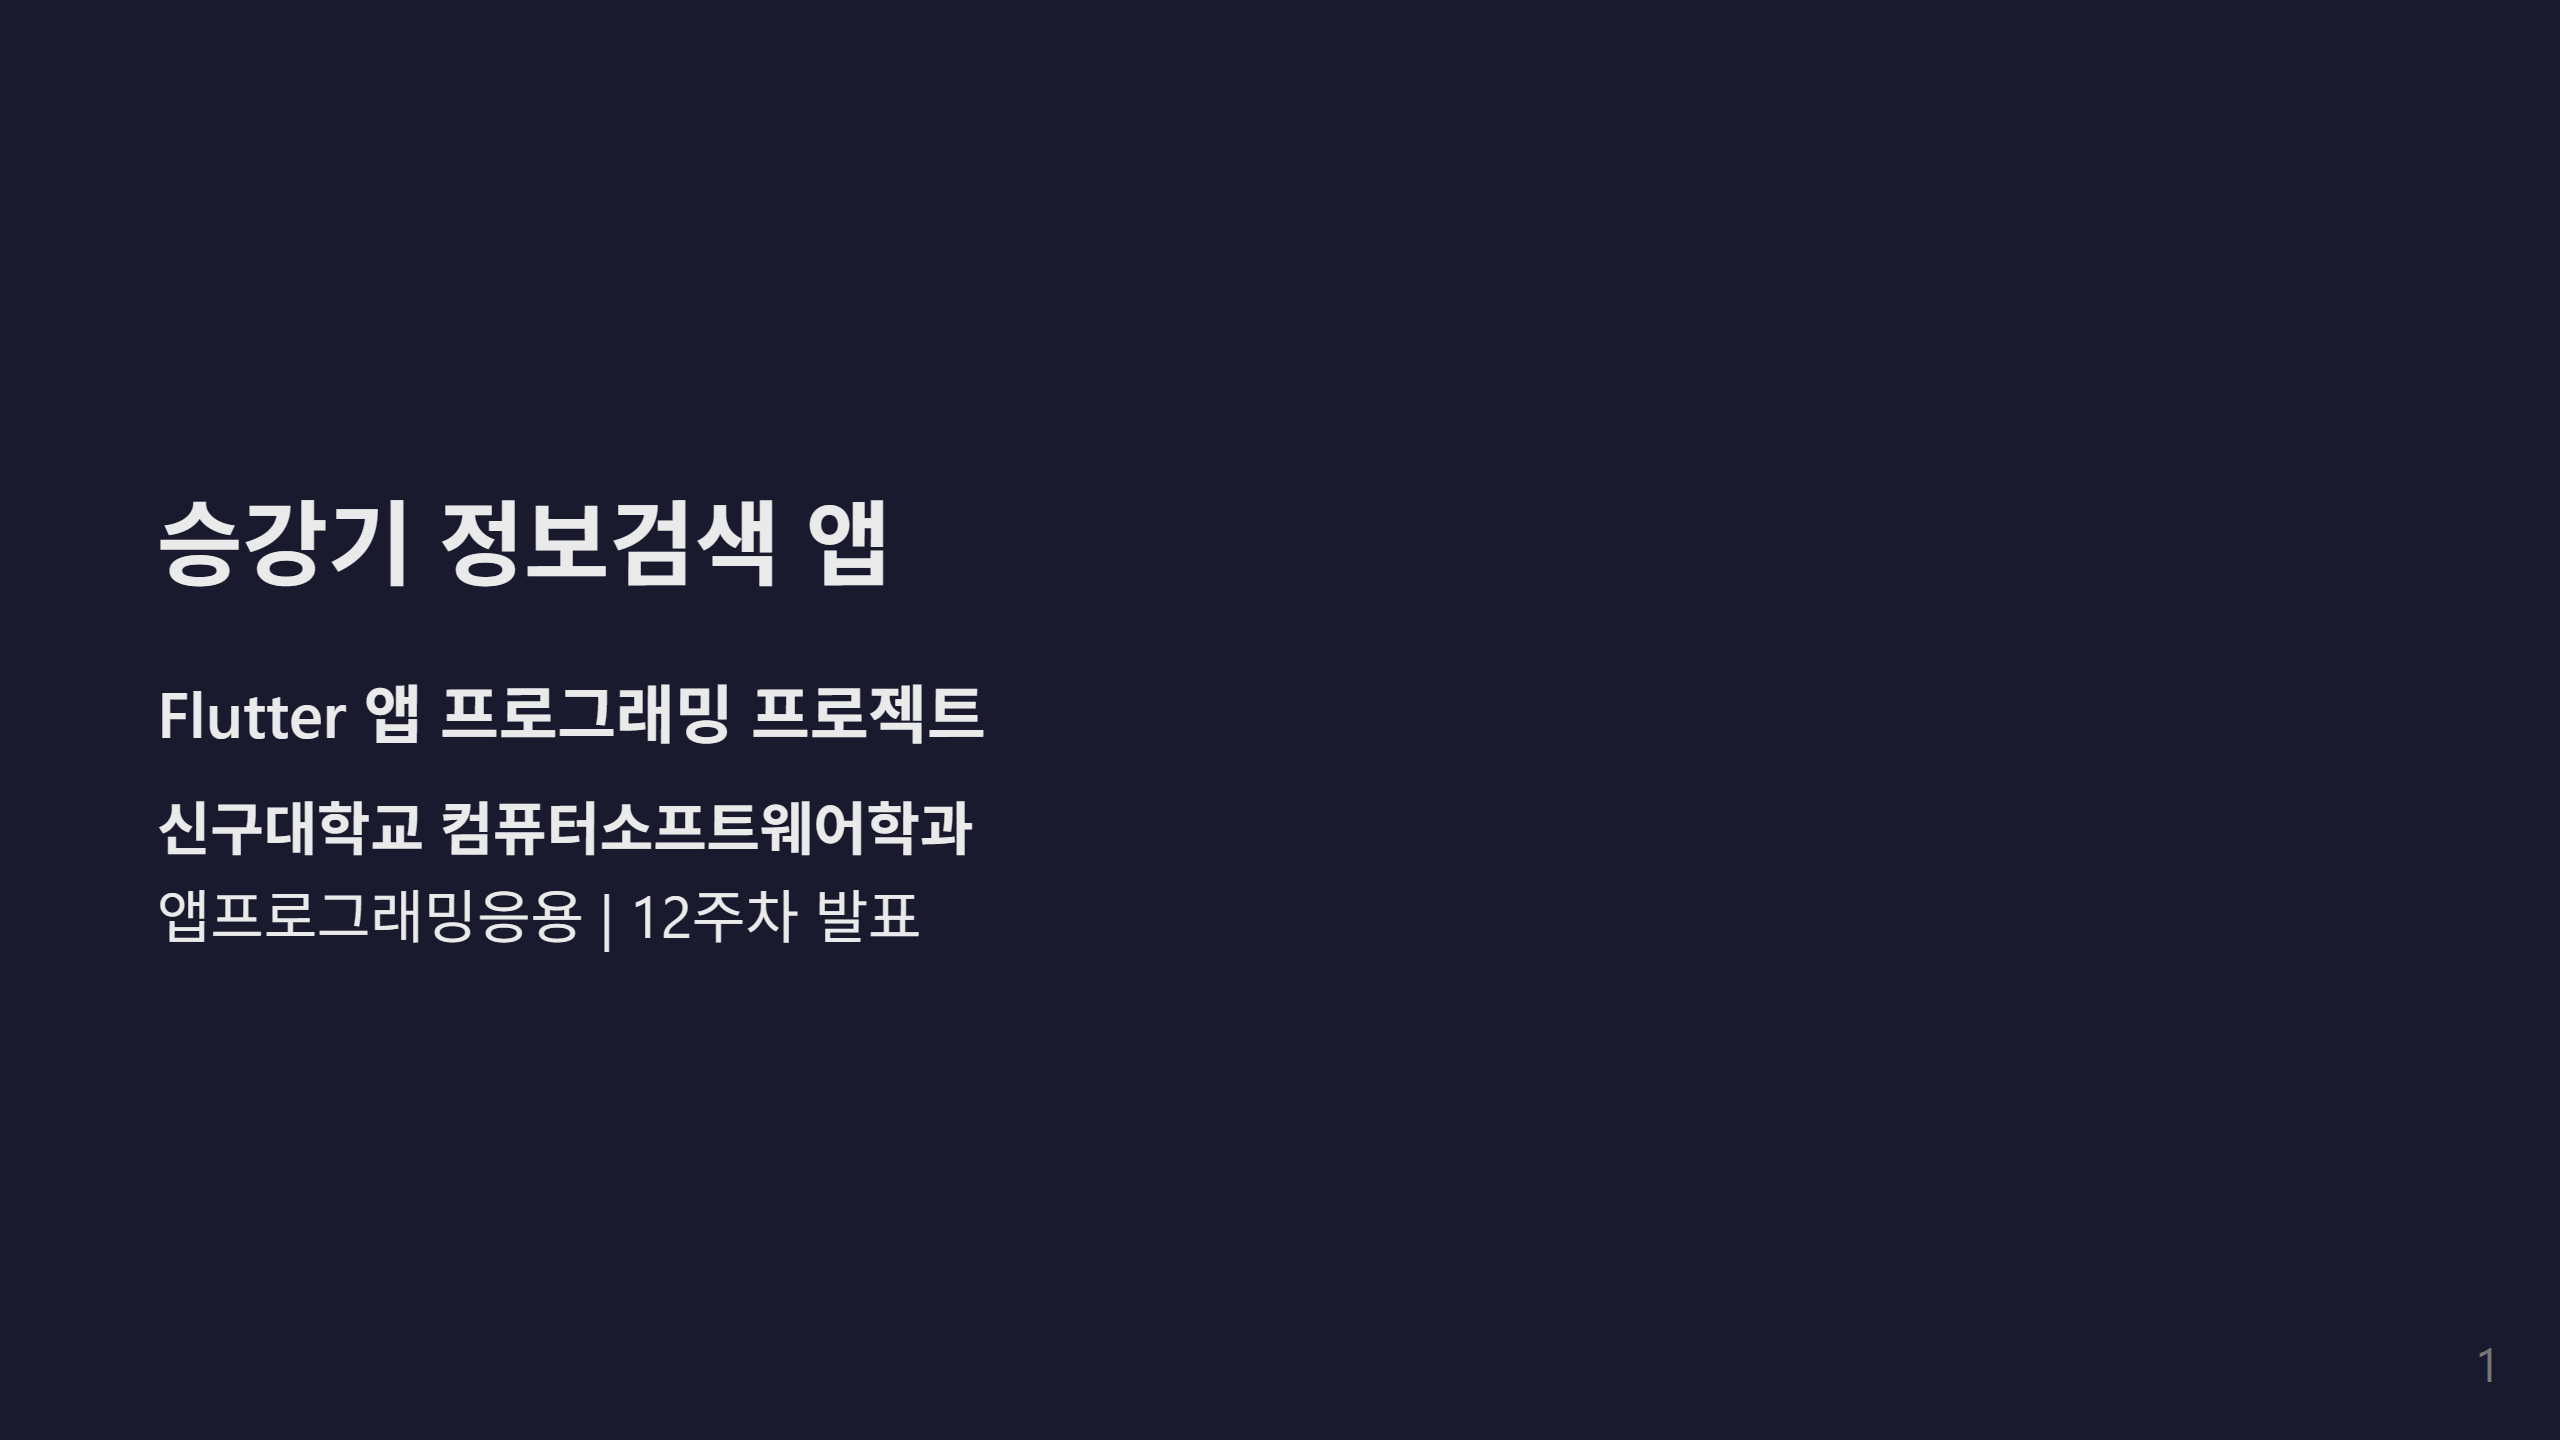 승강기 정보검색 앱
Flutter 앱 프로그래밍 프로젝트
신구대학교 컴퓨터소프트웨어학과
앱프로그래밍응용 | 12주차 발표
1